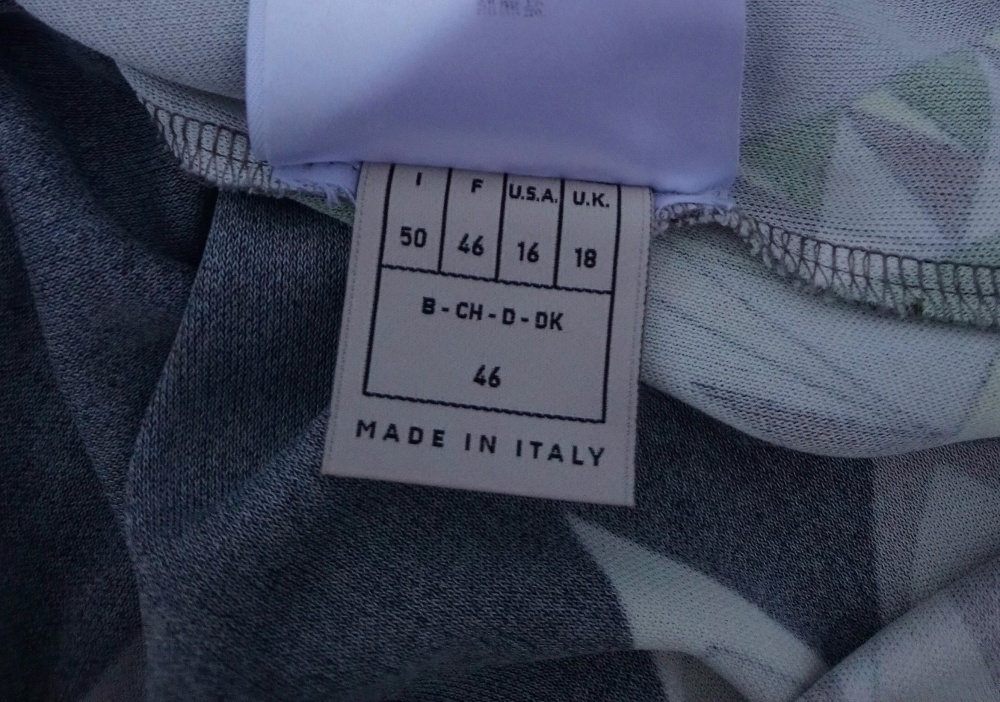 I F U.S.A. U.K.
50 46 16 18
B - CH - D - DK
46
MADE IN ITALY